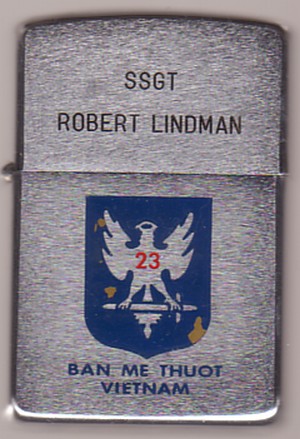 SSGT
ROBERT LINDMAN
23
BAN ME THUOT
VIETNAM